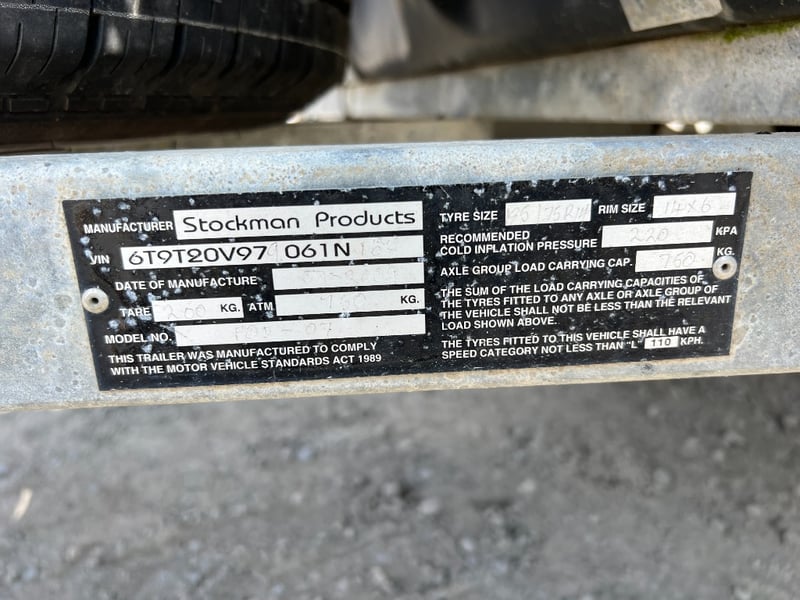 MANUFACTURER Stockman Products
VIN 6T9T20V97 061N
DATE OF MANUFACTURE
TARE 200 KG. ATM 750 KG.
MODEL NO.
THIS TRAILER WAS MANUFACTURED TO COMPLY
WITH THE MOTOR VEHICLE STANDARDS ACT 1989
TYRE SIZE RIM SIZE 14X6
RECOMMENDED
COLD INFLATION PRESSURE 220 KPA
AXLE GROUP LOAD CARRYING CAP. 760 KG.
THE SUM OF THE LOAD CARRYING CAPACITIES OF
THE TYRES FITTED TO ANY AXLE OR AXLE GROUP OF
THE VEHICLE SHALL NOT BE LESS THAN THE RELEVANT
LOAD SHOWN ABOVE.
THE TYRES FITTED TO THIS VEHICLE SHALL HAVE A
SPEED CATEGORY NOT LESS THAN "L" 110 KPH.